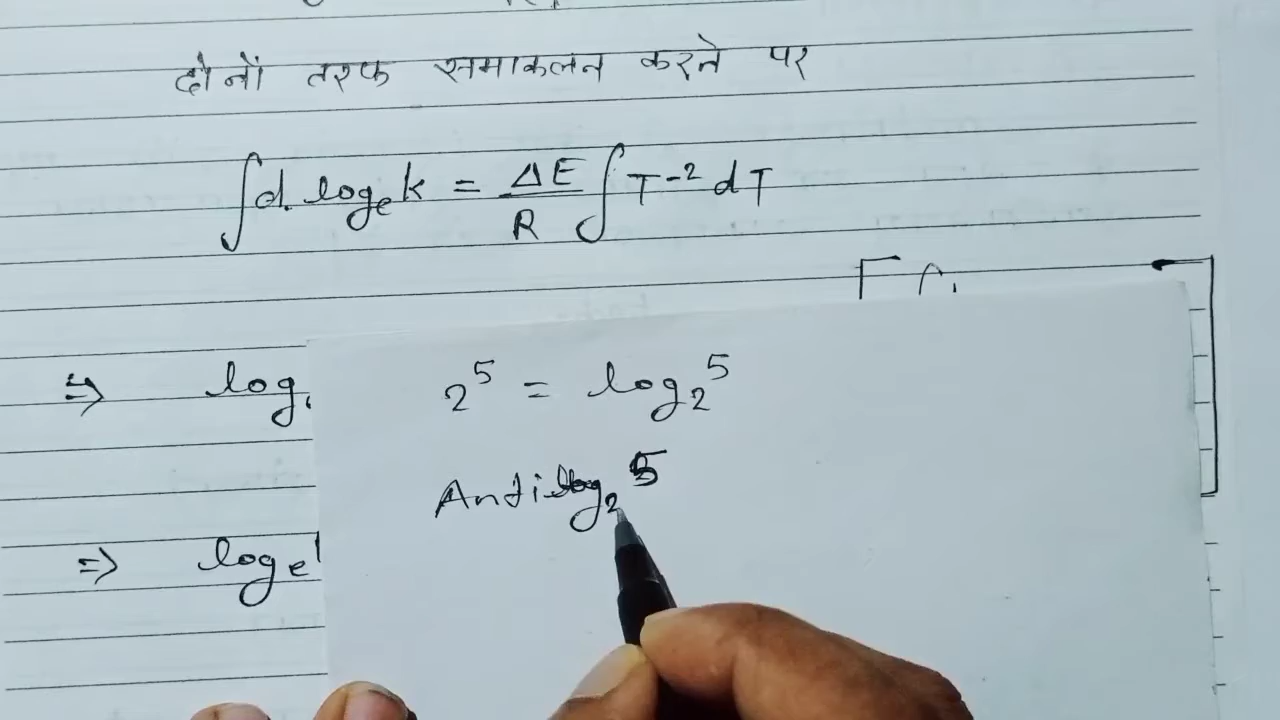 दोनों तरफ समाकलन करने पर
∫d. logₑk = ΔE/R ∫T⁻² dT
2⁵ = log₂5
⇒ log
Antilog₂5
⇒ logₑ